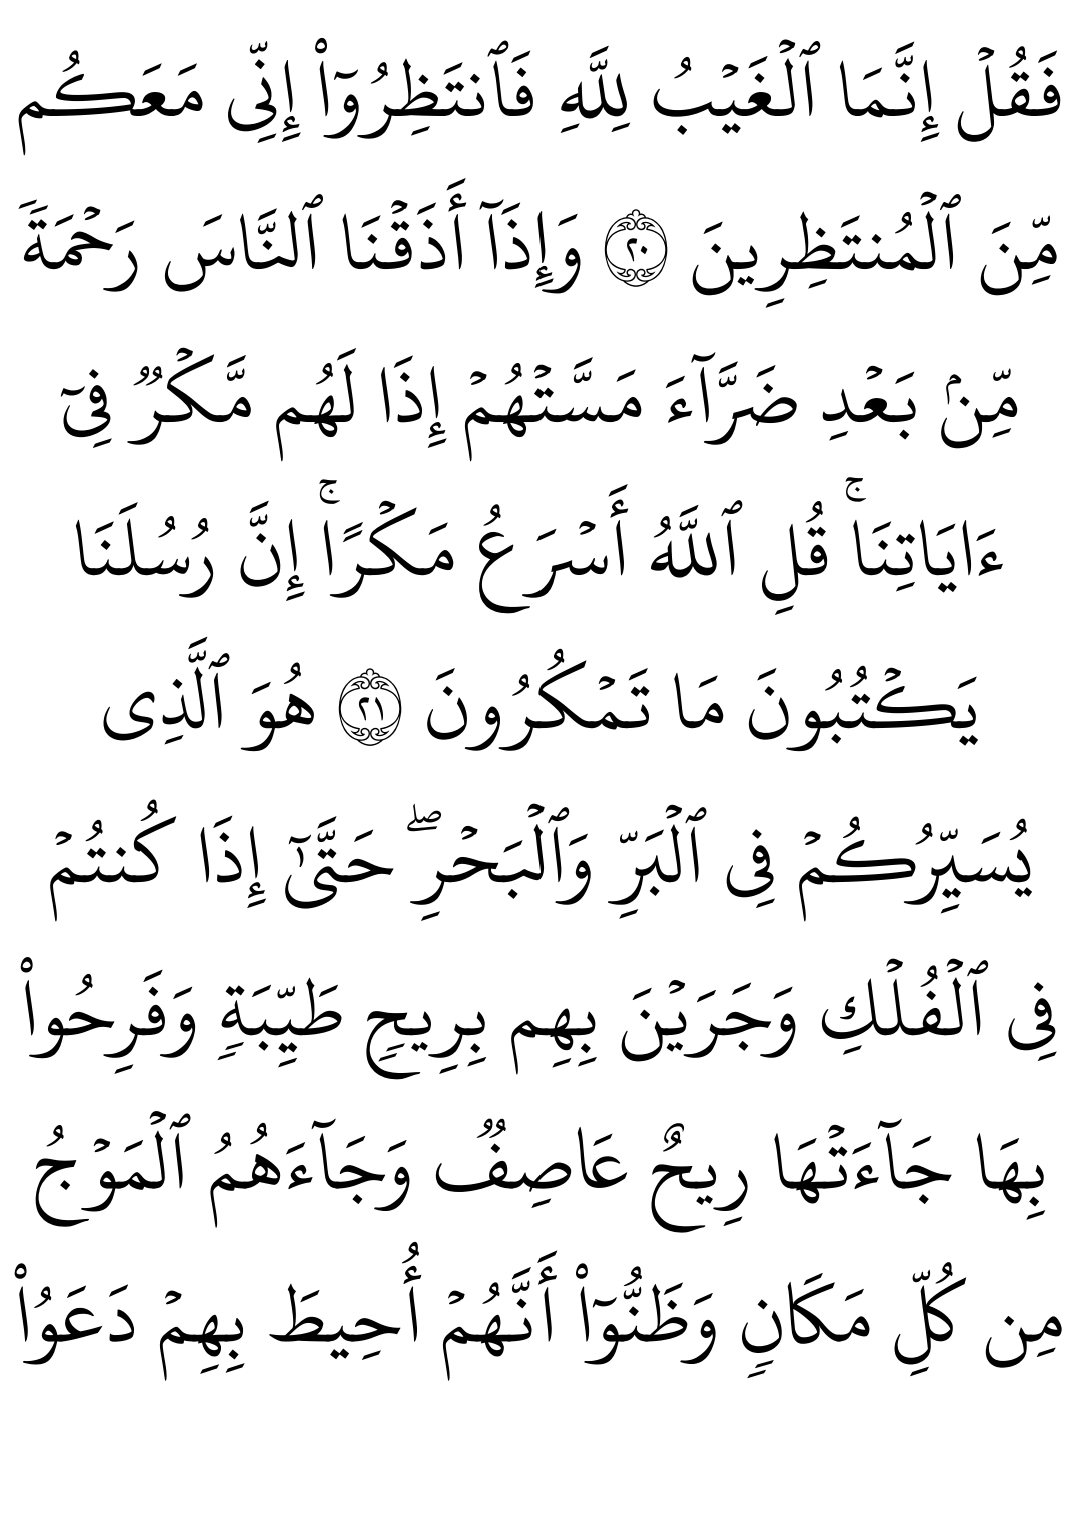 فَقُلۡ إِنَّمَا ٱلۡغَيۡبُ لِلَّهِ فَٱنتَظِرُوٓاْ إِنِّى مَعَكُم
مِّنَ ٱلۡمُنتَظِرِينَ ٢٠ وَإِذَآ أَذَقۡنَا ٱلنَّاسَ رَحۡمَةٗ
مِّنۢ بَعۡدِ ضَرَّآءَ مَسَّتۡهُمۡ إِذَا لَهُم مَّكۡرٞ فِىٓ
ءَايَاتِنَاۚ قُلِ ٱللَّهُ أَسۡرَعُ مَكۡرًاۚ إِنَّ رُسُلَنَا
يَكۡتُبُونَ مَا تَمۡكُرُونَ ٢١ هُوَ ٱلَّذِى
يُسَيِّرُكُمۡ فِى ٱلۡبَرِّ وَٱلۡبَحۡرِۖ حَتَّىٰٓ إِذَا كُنتُمۡ
فِى ٱلۡفُلۡكِ وَجَرَيۡنَ بِهِم بِرِيحٖ طَيِّبَةٖ وَفَرِحُواْ
بِهَا جَآءَتۡهَا رِيحٌ عَاصِفٞ وَجَآءَهُمُ ٱلۡمَوۡجُ
مِن كُلِّ مَكَانٖ وَظَنُّوٓاْ أَنَّهُمۡ أُحِيطَ بِهِمۡ دَعَوُاْ